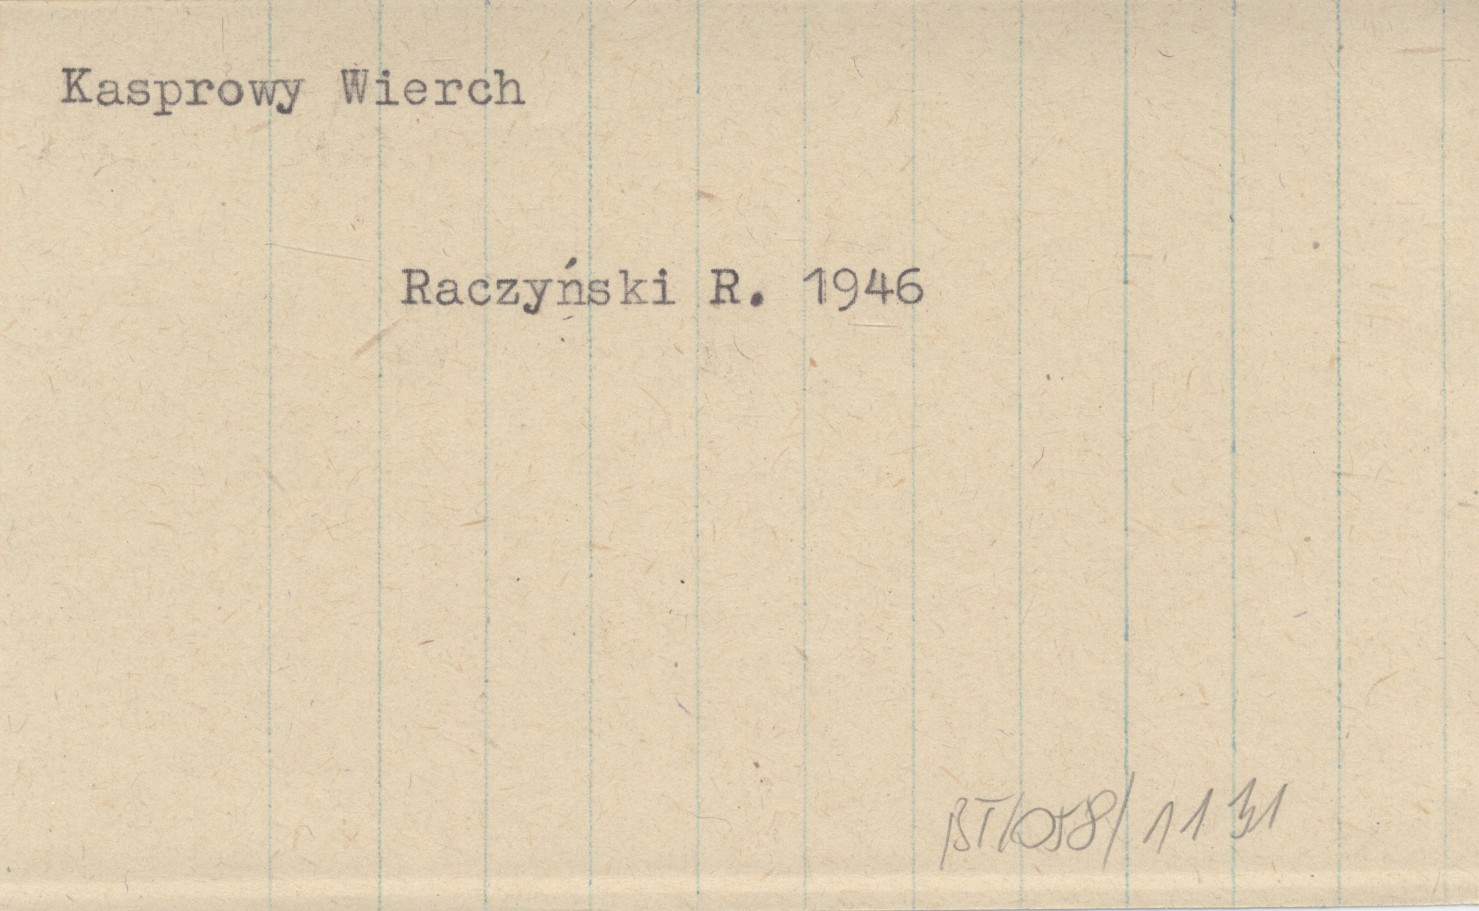 Kasprowy Wierch
Raczyński R. 1946
BT/058/1131